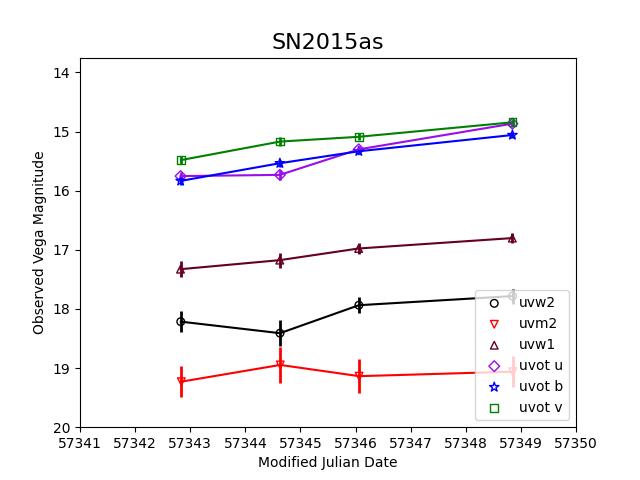 SN2015as
14
15
16
17
18
19
20
Observed Vega Magnitude
uvw2
uvm2
uvw1
uvot u
uvot b
uvot v
57341 57342 57343 57344 57345 57346 57347 57348 57349 57350
Modified Julian Date